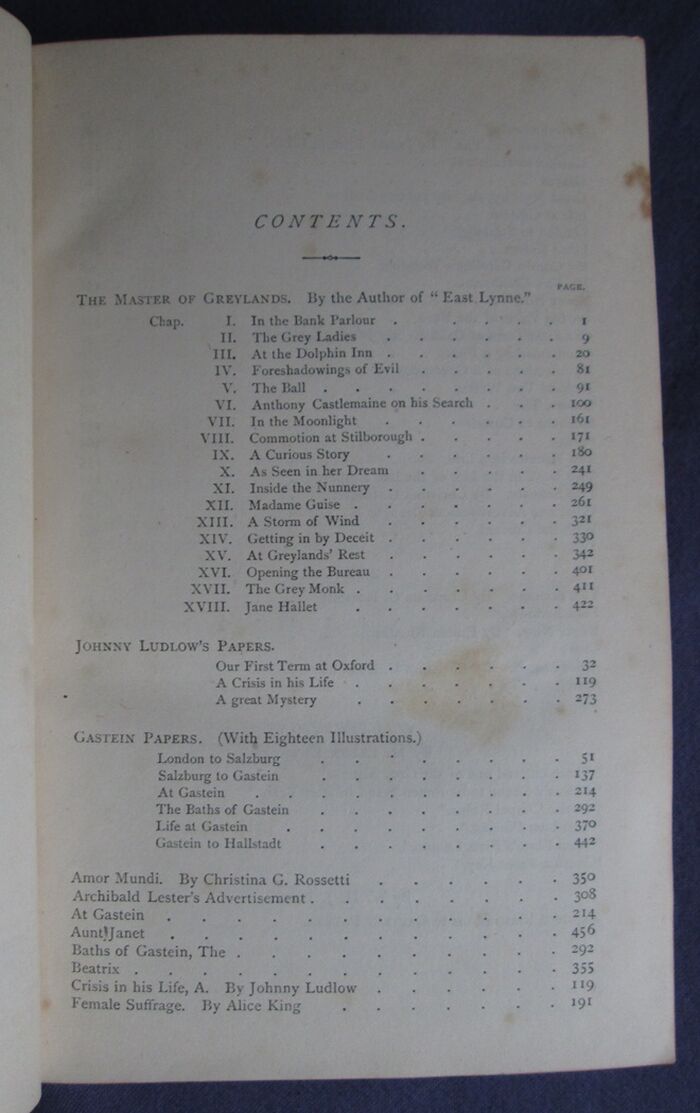 CONTENTS.
PAGE.
THE MASTER OF GREYLANDS. By the Author of "East Lynne."
Chap. I. In the Bank Parlour . . . . . 1
II. The Grey Ladies . . . . . . 9
III. At the Dolphin Inn . . . . . . 20
IV. Foreshadowings of Evil . . . . . 81
V. The Ball . . . . . . . 91
VI. Anthony Castlemaine on his Search . . . 100
VII. In the Moonlight . . . . . . 161
VIII. Commotion at Stilborough . . . . . 171
IX. A Curious Story . . . . . . 180
X. As Seen in her Dream . . . . . 241
XI. Inside the Nunnery . . . . . . 249
XII. Madame Guise . . . . . . . 261
XIII. A Storm of Wind . . . . . . 321
XIV. Getting in by Deceit . . . . . . 330
XV. At Greylands' Rest . . . . . . 342
XVI. Opening the Bureau . . . . . . 401
XVII. The Grey Monk . . . . . . . 411
XVIII. Jane Hallet . . . . . . . 422
JOHNNY LUDLOW'S PAPERS.
Our First Term at Oxford . . . . . . 32
A Crisis in his Life . . . . . . . 119
A great Mystery . . . . . . . 273
GASTEIN PAPERS. (With Eighteen Illustrations.)
London to Salzburg . . . . . . . . 51
Salzburg to Gastein . . . . . . . . 137
At Gastein . . . . . . . . . . 214
The Baths of Gastein . . . . . . . . 292
Life at Gastein . . . . . . . . . 370
Gastein to Hallstadt . . . . . . . . 442
Amor Mundi. By Christina G. Rossetti . . . . . . 350
Archibald Lester's Advertisement . . . . . . . . 308
At Gastein . . . . . . . . . . . . 214
Aunt Janet . . . . . . . . . . . . 456
Baths of Gastein, The . . . . . . . . . . 292
Beatrix . . . . . . . . . . . . . 355
Crisis in his Life, A. By Johnny Ludlow . . . . . . 119
Female Suffrage. By Alice King . . . . . . . 191